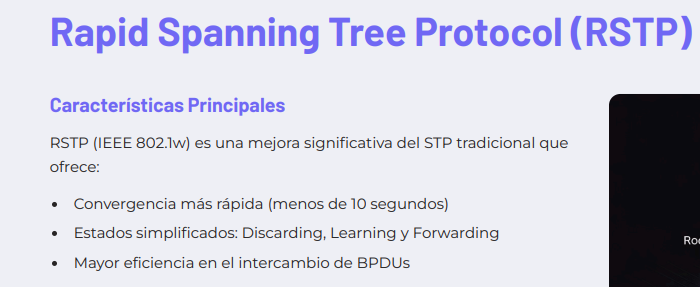 Rapid Spanning Tree Protocol (RSTP)
Características Principales
RSTP (IEEE 802.1w) es una mejora significativa del STP tradicional que
ofrece:
• Convergencia más rápida (menos de 10 segundos)
• Estados simplificados: Discarding, Learning y Forwarding
• Mayor eficiencia en el intercambio de BPDUs